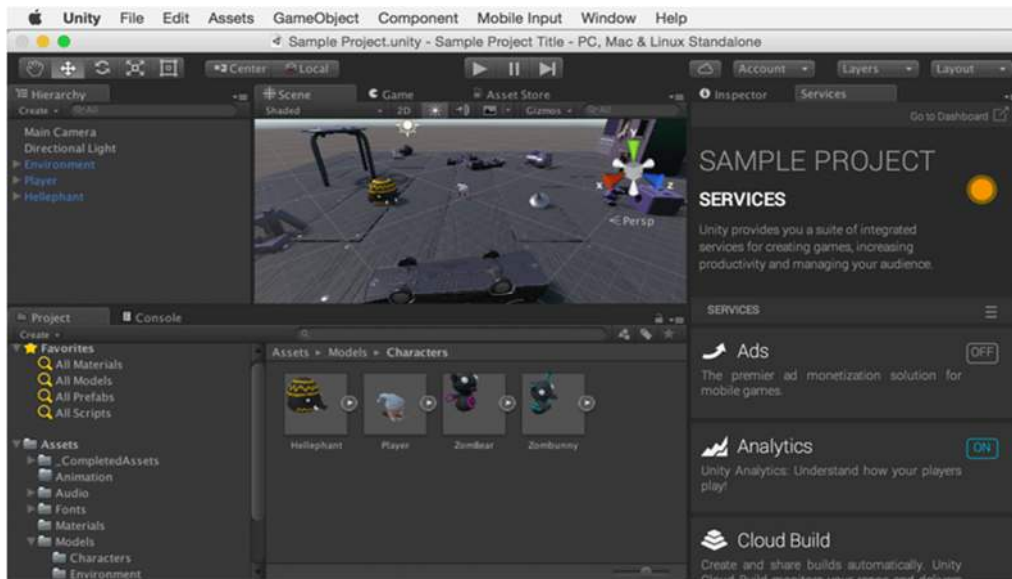 Unity File Edit Assets GameObject Component Mobile Input Window Help
Sample Project.unity - Sample Project Title - PC, Mac & Linux Standalone
Center Local Account Layers Layout
Hierarchy
Create
All
Main Camera
Directional Light
Environment
Player
Hellephant
Scene Game Asset Store
Shaded 2D Gizmos All
y
x z
Persp
Inspector Services
Go to Dashboard
SAMPLE PROJECT
SERVICES
Unity provides you a suite of integrated
services for creating games, increasing
productivity and managing your audience.
SERVICES
Ads OFF
The premier ad monetization solution for
mobile games.
Analytics ON
Unity Analytics: Understand how your players
play!
Cloud Build
Create and share builds automatically. Unity
Project Console
Create
Favorites
All Materials
All Models
All Prefabs
All Scripts
Assets
_CompletedAssets
Animation
Audio
Fonts
Materials
Models
Characters
Environment
Assets Models Characters
Hellephant Player ZomBear Zombunny